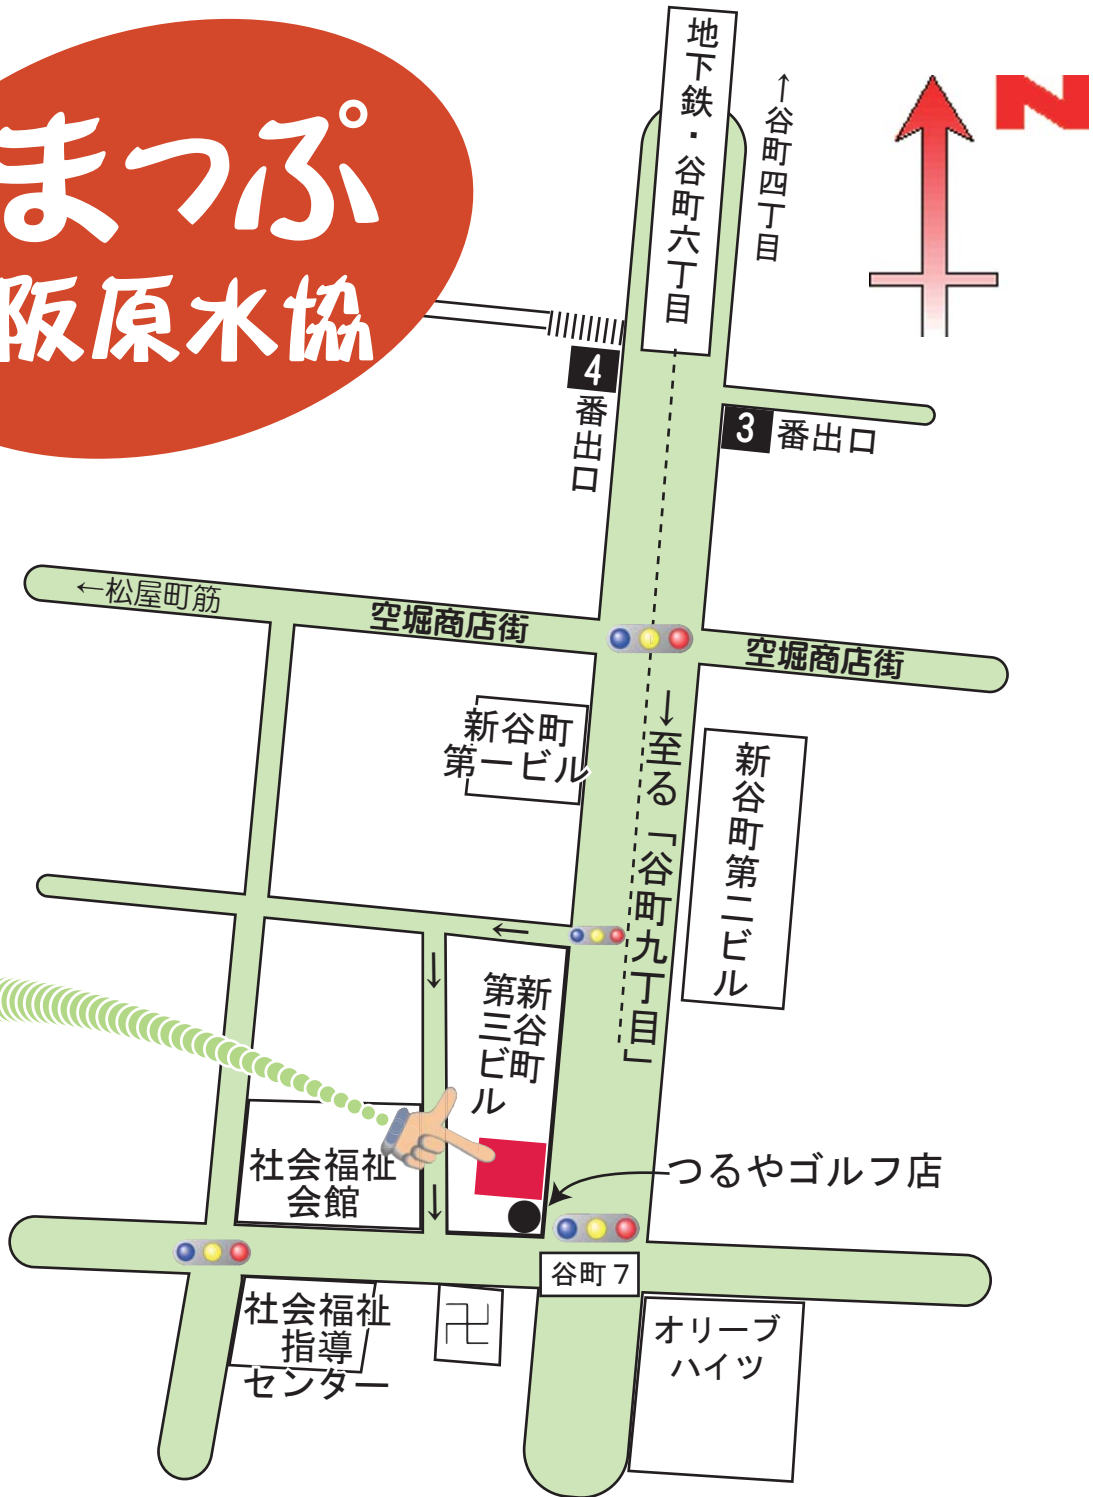 まっぷ
阪原水協
地下鉄・谷町六丁目
↑谷町四丁目
N
4番出口
3 番出口
←松屋町筋
空堀商店街
空堀商店街
新谷町
第一ビル
↓至る「谷町九丁目」
新谷町第二ビル
←
↓
新谷町
第三ビル
社会福祉
会館
↓
つるやゴルフ店
谷町７
社会福祉
指導
センター
卍
オリーブ
ハイツ